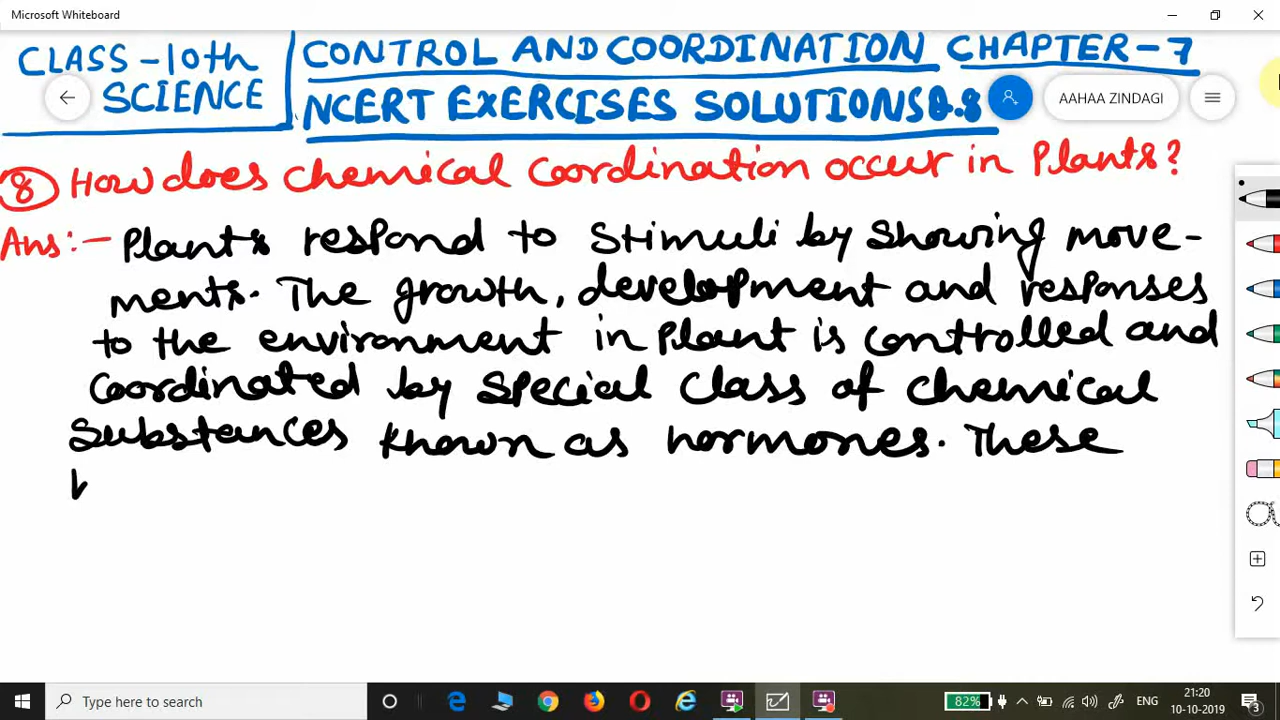 Microsoft Whiteboard
CLASS-10th
SCIENCE
CONTROL AND COORDINATION CHAPTER-7
NCERT EXERCISES SOLUTIONS Q.8
AAHAA ZINDAGI
8 How does chemical coordination occur in Plants?
Ans:- Plants respond to stimuli by showing move-
ments. The growth, development and responses
to the environment in plant is controlled and
coordinated by special class of chemical
substances known as hormones. These
Type here to search
82%
ENG
21:20
10-10-2019
3